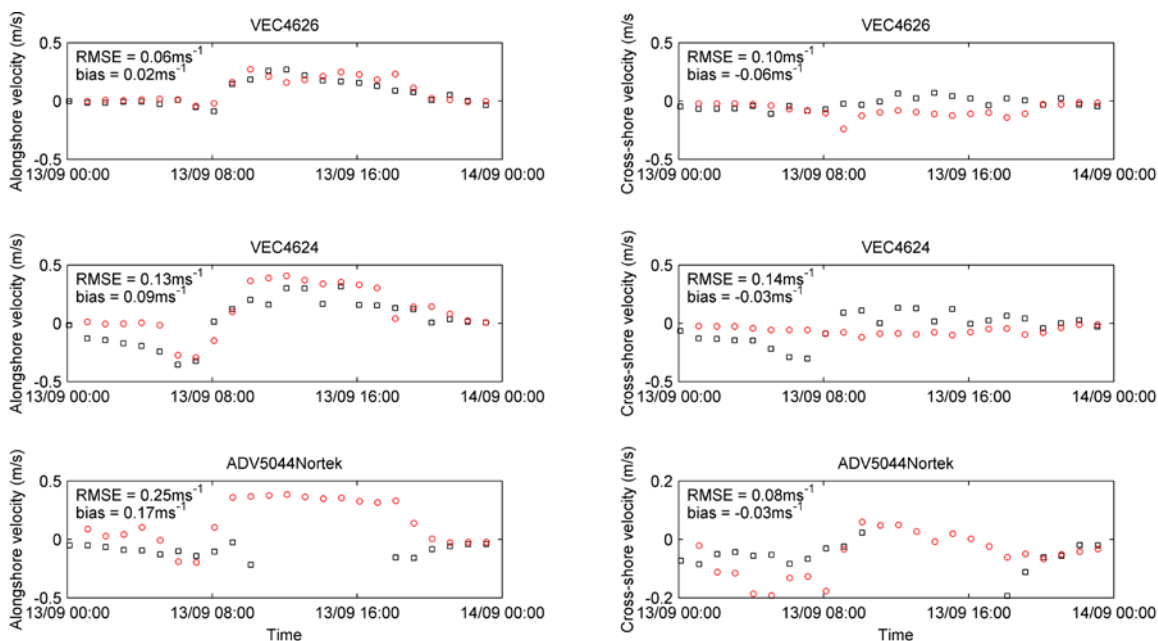 VEC4626
Alongshore velocity (m/s)
0.5
0
-0.5
RMSE = 0.06ms-1
bias = 0.02ms-1
13/09 00:00 13/09 08:00 13/09 16:00 14/09 00:00
VEC4626
Cross-shore velocity (m/s)
0.5
0
-0.5
RMSE = 0.10ms-1
bias = -0.06ms-1
13/09 00:00 13/09 08:00 13/09 16:00 14/09 00:00
VEC4624
Alongshore velocity (m/s)
0.5
0
-0.5
RMSE = 0.13ms-1
bias = 0.09ms-1
13/09 00:00 13/09 08:00 13/09 16:00 14/09 00:00
VEC4624
Cross-shore velocity (m/s)
0.5
0
-0.5
RMSE = 0.14ms-1
bias = -0.03ms-1
13/09 00:00 13/09 08:00 13/09 16:00 14/09 00:00
ADV5044Nortek
Alongshore velocity (m/s)
0.5
0
-0.5
RMSE = 0.25ms-1
bias = 0.17ms-1
13/09 00:00 13/09 08:00 13/09 16:00 14/09 00:00
Time
ADV5044Nortek
Cross-shore velocity (m/s)
0.2
0
-0.2
RMSE = 0.08ms-1
bias = -0.03ms-1
13/09 00:00 13/09 08:00 13/09 16:00 14/09 00:00
Time